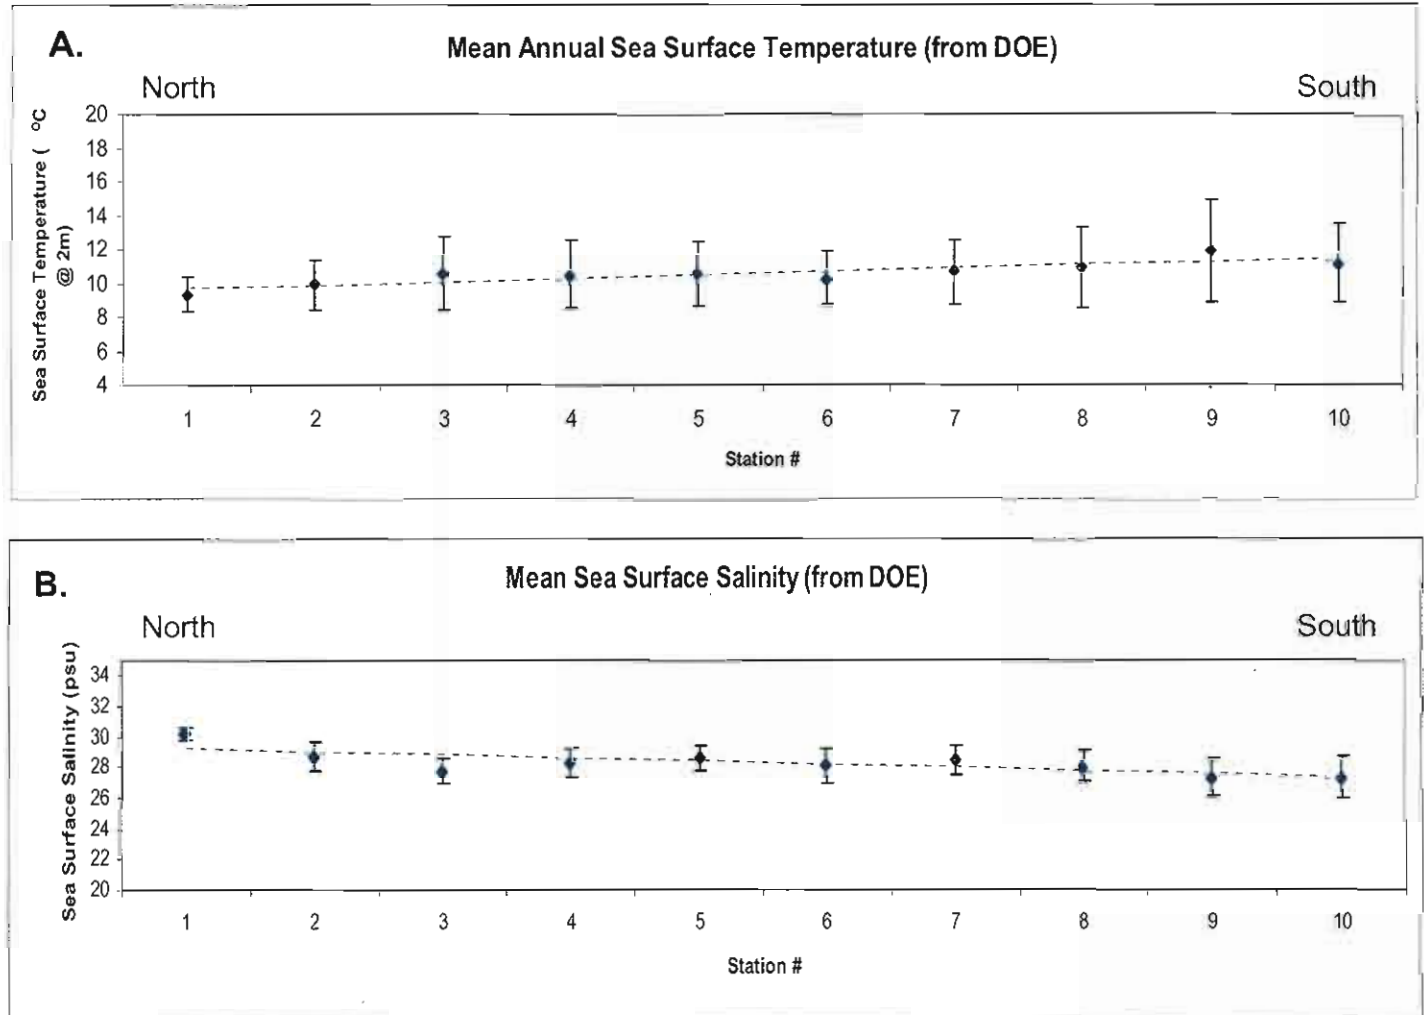 A.
Mean Annual Sea Surface Temperature (from DOE)
North
South
Sea Surface Temperature ( °C
@ 2m)
20
18
16
14
12
10
8
6
4
1 2 3 4 5 6 7 8 9 10
Station #
B.
Mean Sea Surface Salinity (from DOE)
North
South
Sea Surface Salinity (psu)
34
32
30
28
26
24
22
20
1 2 3 4 5 6 7 8 9 10
Station #